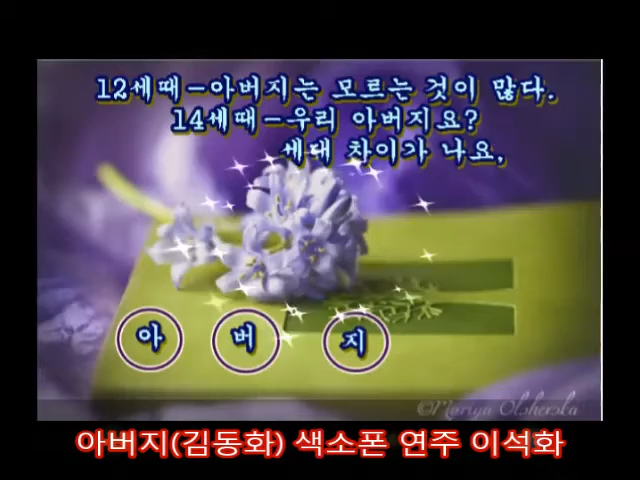 12세때-아버지는 모르는 것이 많다.
14세때-우리 아버지요?
세대 차이가 나요,
아 버 지
©Mariya Olshevska
아버지(김동화) 색소폰 연주 이석화